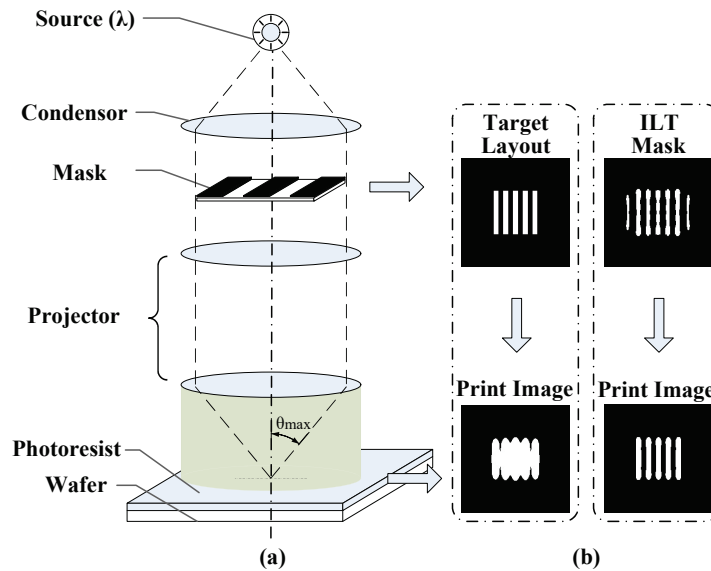 Source (λ)
Condensor
Mask
Projector
θmax
Photoresist
Wafer
(a)
Target
Layout
Print Image
ILT
Mask
Print Image
(b)